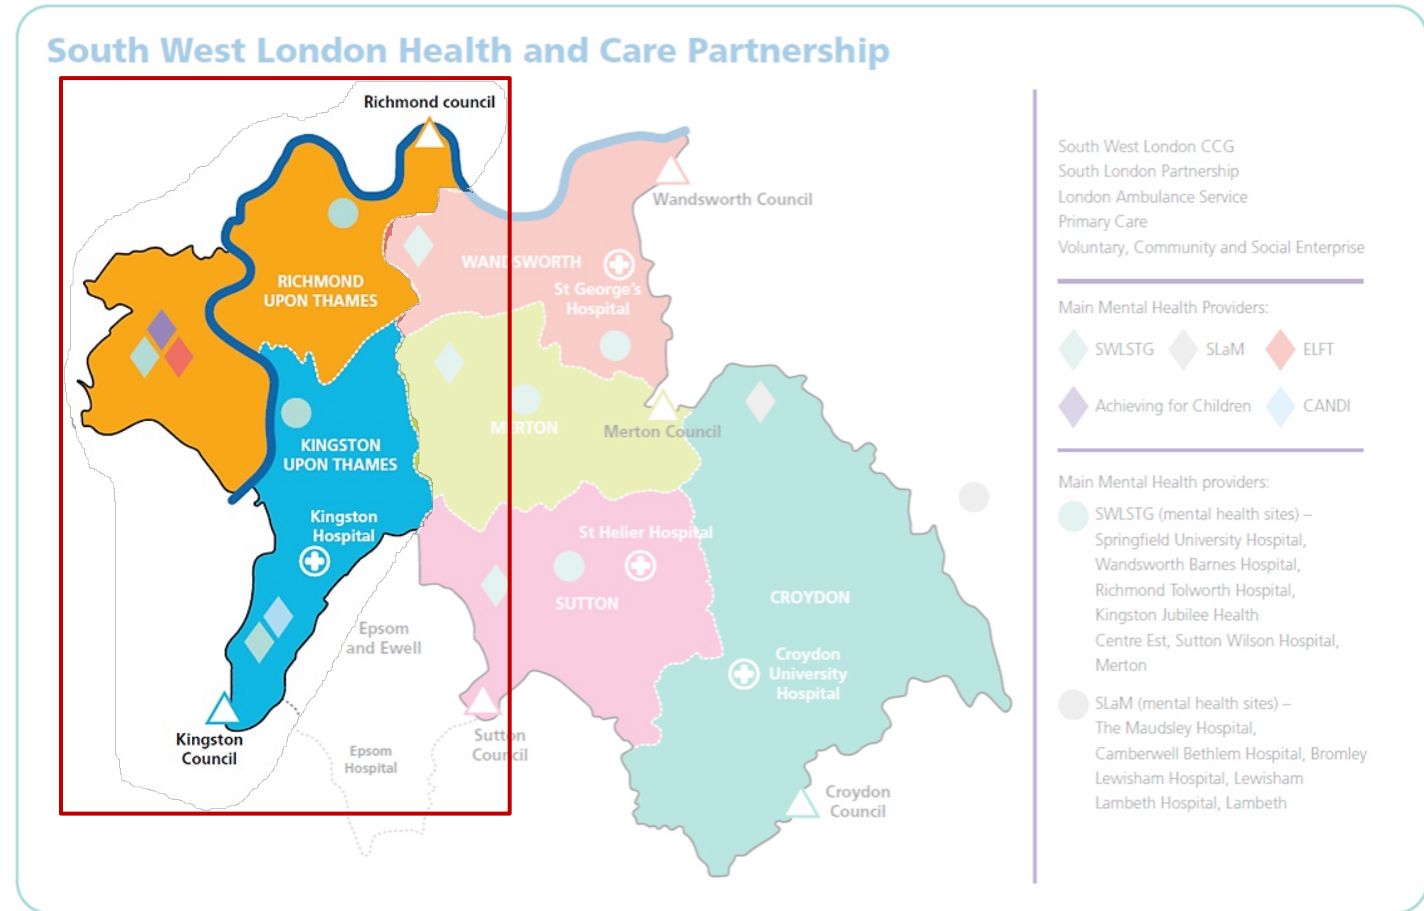 South West London Health and Care Partnership
Richmond council
Wandsworth Council
WANDSWORTH
St George's
Hospital
RICHMOND
UPON THAMES
MERTON
Merton Council
KINGSTON
UPON THAMES
Kingston
Hospital
St Helier Hospital
SUTTON
CROYDON
Epsom
and Ewell
Croydon
University
Hospital
Kingston
Council
Sutton
Council
Epsom
Hospital
Croydon
Council
South West London CCG
South London Partnership
London Ambulance Service
Primary Care
Voluntary, Community and Social Enterprise
Main Mental Health Providers:
SWLSTG
SLaM
ELFT
Achieving for Children
CANDI
Main Mental Health providers:
SWLSTG (mental health sites) –
Springfield University Hospital,
Wandsworth Barnes Hospital,
Richmond Tolworth Hospital,
Kingston Jubilee Health
Centre Est, Sutton Wilson Hospital,
Merton
SLaM (mental health sites) –
The Maudsley Hospital,
Camberwell Bethlem Hospital, Bromley
Lewisham Hospital, Lewisham
Lambeth Hospital, Lambeth